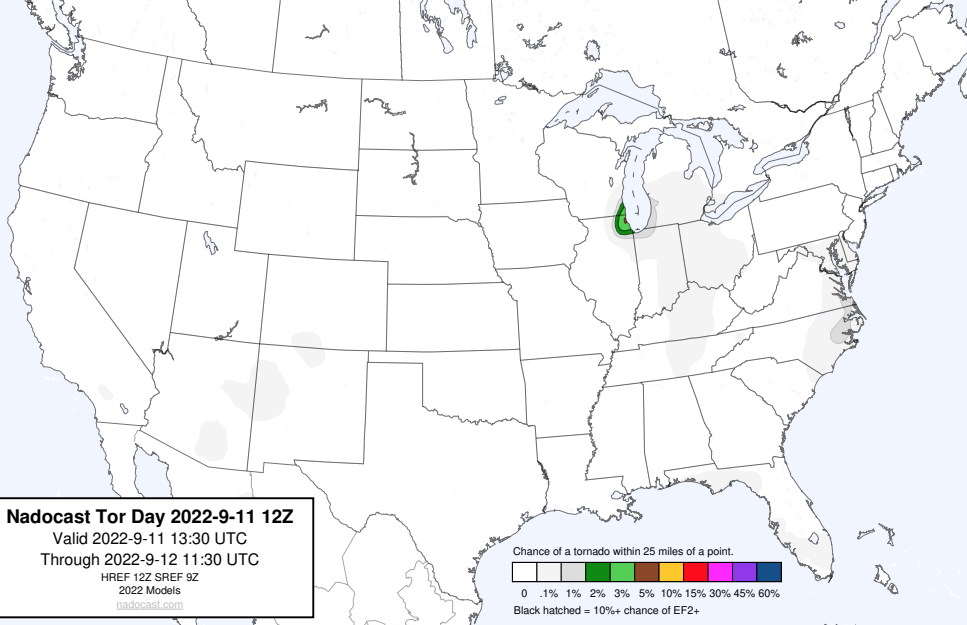 Nadocast Tor Day 2022-9-11 12Z
Valid 2022-9-11 13:30 UTC
Through 2022-9-12 11:30 UTC
HREF 12Z SREF 9Z
2022 Models
nadocast.com
Chance of a tornado within 25 miles of a point.
0 .1% 1% 2% 3% 5% 10% 15% 30% 45% 60%
Black hatched = 10%+ chance of EF2+